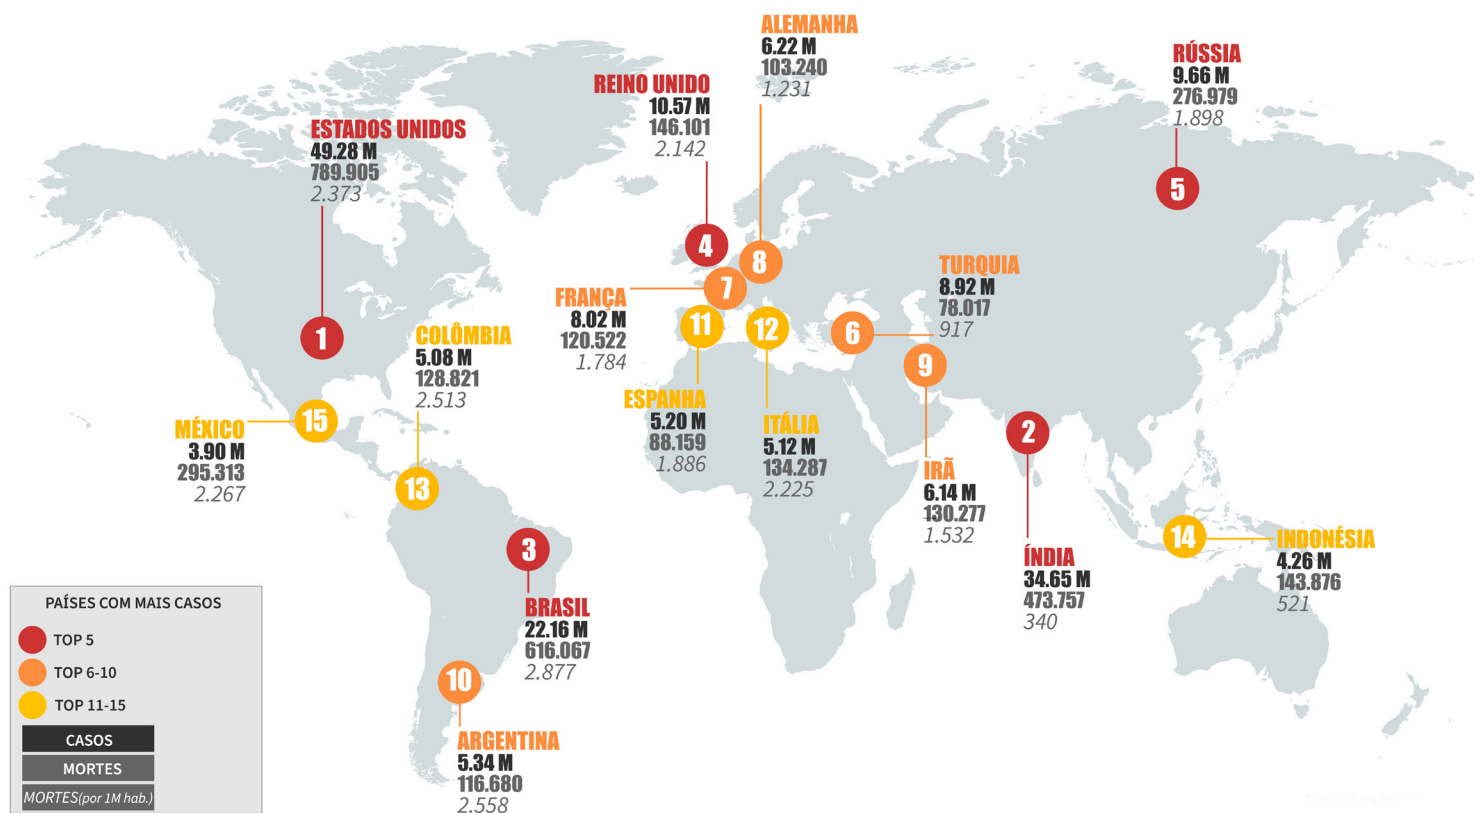 ALEMANHA
6.22 M
103.240
1.231
RÚSSIA
9.66 M
276.979
1.898
REINO UNIDO
10.57 M
146.101
2.142
ESTADOS UNIDOS
49.28 M
789.905
2.373
5
4
8
TURQUIA
8.92 M
78.017
917
7
FRANÇA
8.02 M
120.522
1.784
11
12
6
1
COLÔMBIA
5.08 M
128.821
2.513
9
ESPANHA
5.20 M
88.159
1.886
ITÁLIA
5.12 M
134.287
2.225
15
MÉXICO
3.90 M
295.313
2.267
2
IRÃ
6.14 M
130.277
1.532
13
14
INDONÉSIA
4.26 M
143.876
521
3
ÍNDIA
34.65 M
473.757
340
BRASIL
22.16 M
616.067
2.877
10
ARGENTINA
5.34 M
116.680
2.558
PAÍSES COM MAIS CASOS
TOP 5
TOP 6-10
TOP 11-15
CASOS
MORTES
MORTES(por 1M hab.)